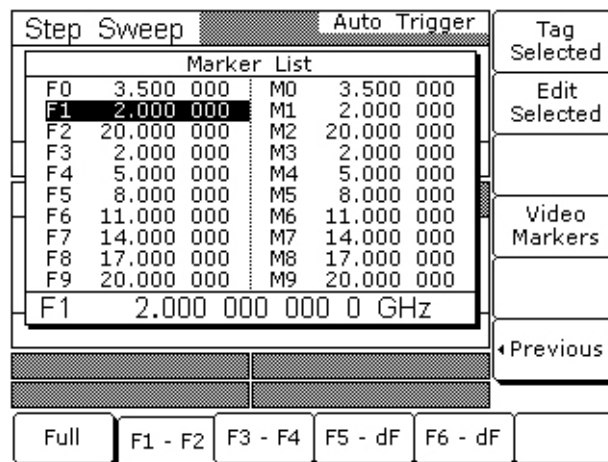 Step Sweep Auto Trigger
Marker List
F0 3.500 000 M0 3.500 000
F1 2.000 000 M1 2.000 000
F2 20.000 000 M2 20.000 000
F3 2.000 000 M3 2.000 000
F4 5.000 000 M4 5.000 000
F5 8.000 000 M5 8.000 000
F6 11.000 000 M6 11.000 000
F7 14.000 000 M7 14.000 000
F8 17.000 000 M8 17.000 000
F9 20.000 000 M9 20.000 000
F1 2.000 000 000 0 GHz
Tag
Selected
Edit
Selected
Video
Markers
Previous
Full F1 - F2 F3 - F4 F5 - dF F6 - dF